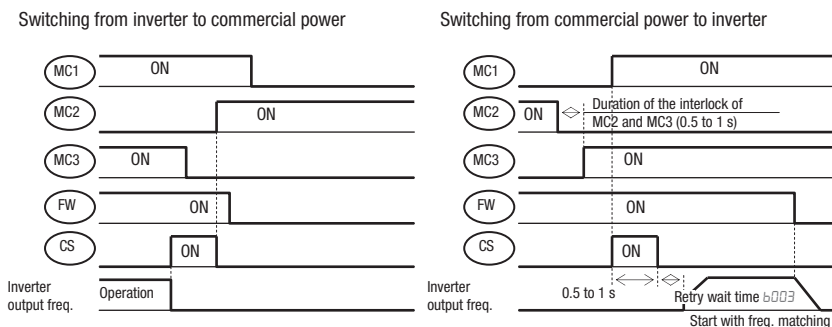 Switching from inverter to commercial power
MC1
ON
MC2
ON
MC3
ON
FW
ON
CS
ON
Inverter
output freq.
Operation
Switching from commercial power to inverter
MC1
ON
MC2
ON
Duration of the interlock of
MC2 and MC3 (0.5 to 1 s)
MC3
ON
FW
ON
CS
ON
Inverter
output freq.
0.5 to 1 s
Retry wait time b003
Start with freq. matching